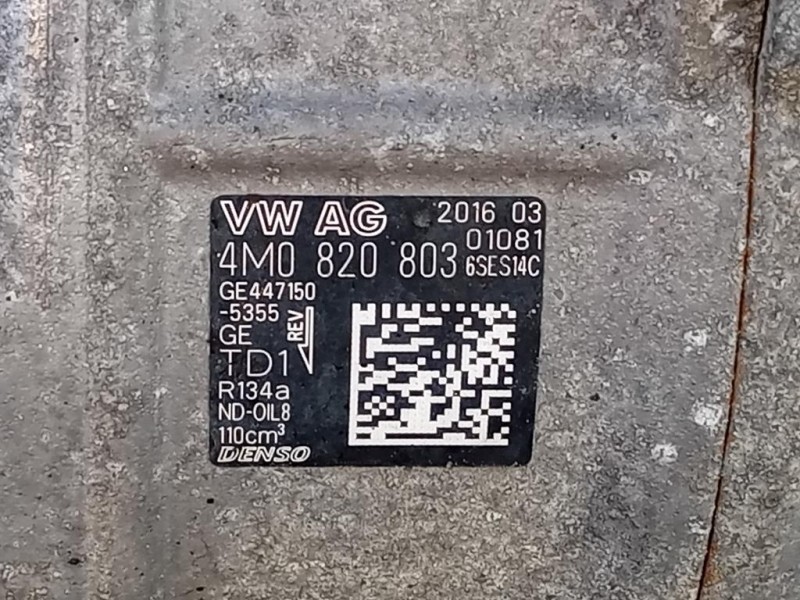 VW AG 2016 03
01081
4M0 820 803 6SES14C
GE447150
-5355
GE
REV
TD1
R134a
ND-OIL8
110cm³
DENSO